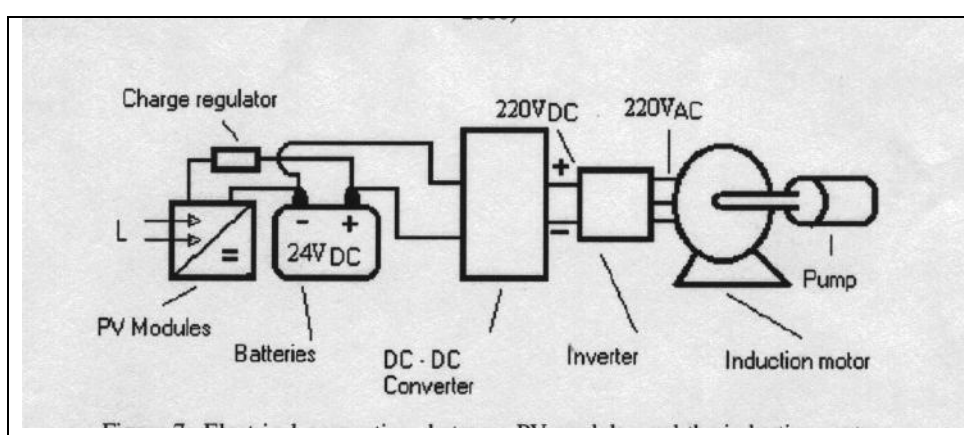 Charge regulator
220V DC
220V AC
+
-
L
=
- +
24V DC
PV Modules
Batteries
DC - DC
Converter
Inverter
Induction motor
Pump